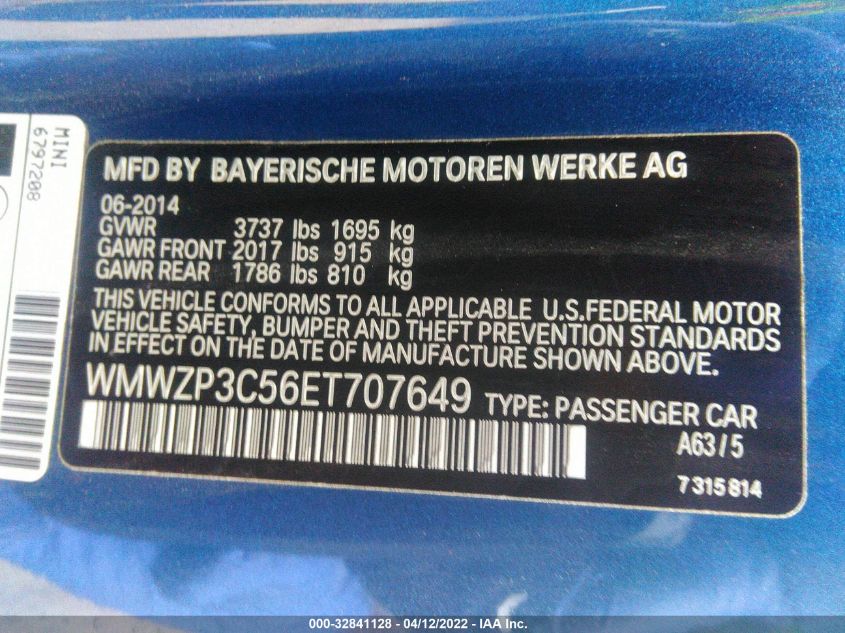 MINI
6797208
MFD BY BAYERISCHE MOTOREN WERKE AG
06-2014
GVWR 3737 lbs 1695 kg
GAWR FRONT 2017 lbs 915 kg
GAWR REAR 1786 lbs 810 kg
THIS VEHICLE CONFORMS TO ALL APPLICABLE U.S.FEDERAL MOTOR
VEHICLE SAFETY, BUMPER AND THEFT PREVENTION STANDARDS
IN EFFECT ON THE DATE OF MANUFACTURE SHOWN ABOVE.
WMWZP3C56ET707649 TYPE: PASSENGER CAR
A63/5
7315814
000-32841128 - 04/12/2022 - IAA Inc.